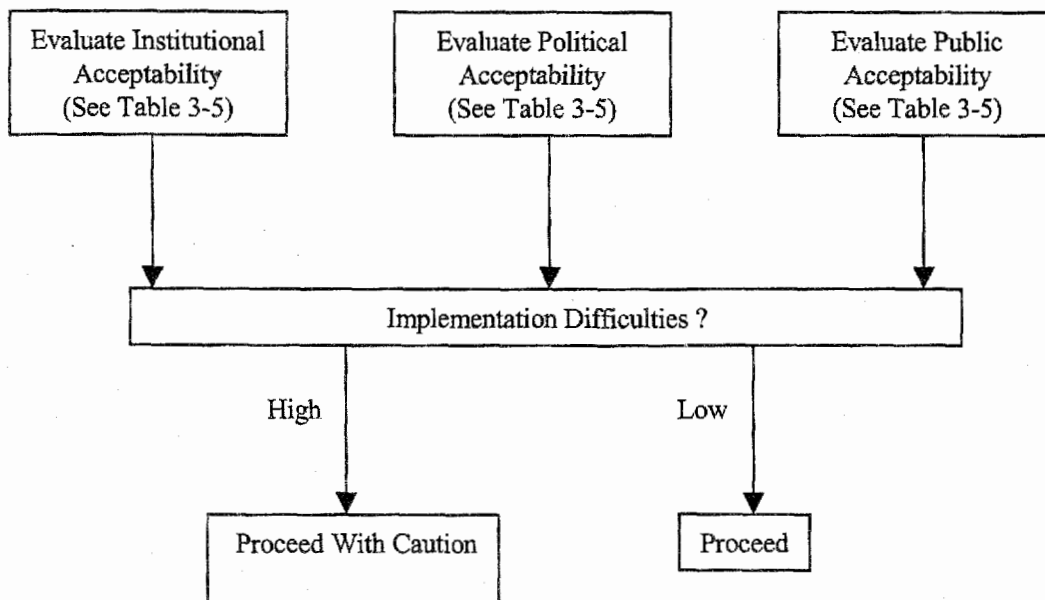 Evaluate Institutional
Acceptability
(See Table 3-5)
Evaluate Political
Acceptability
(See Table 3-5)
Evaluate Public
Acceptability
(See Table 3-5)
Implementation Difficulties ?
High
Low
Proceed With Caution
Proceed